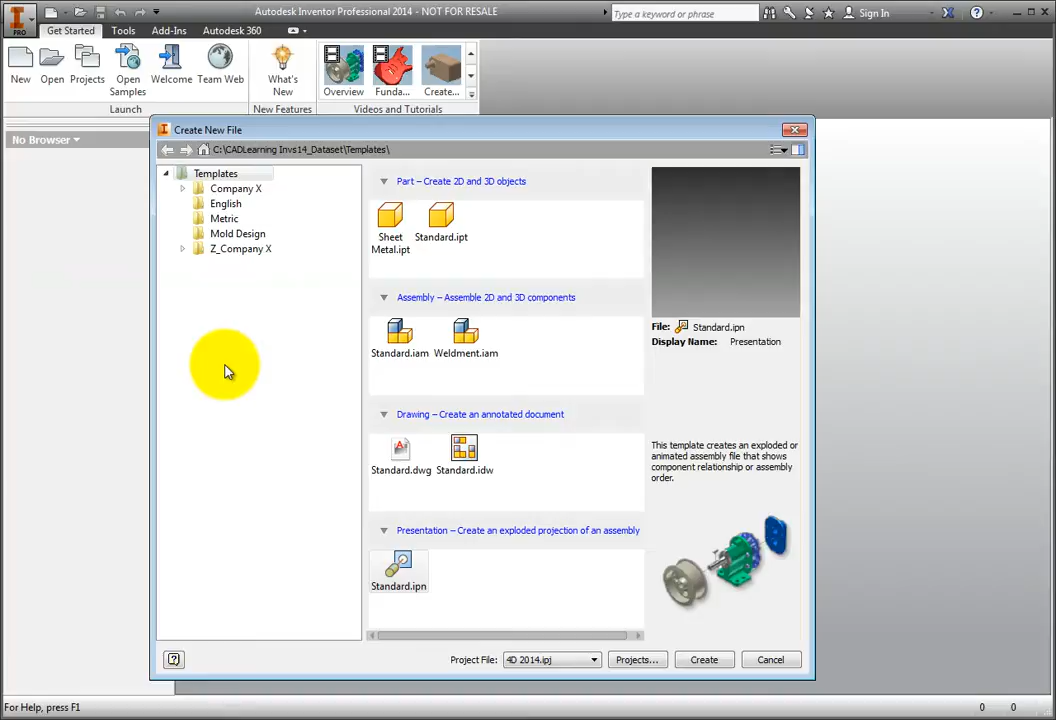 Autodesk Inventor Professional 2014 - NOT FOR RESALE
Type a keyword or phrase
Sign In
PRO
Get Started Tools Add-Ins Autodesk 360
New Open Projects Open Samples Welcome Team Web What's New Overview Funda... Create...
Launch New Features Videos and Tutorials
No Browser
Create New File
C:\CADLearning Invs14_Dataset\Templates\
Templates
Company X
English
Metric
Mold Design
Z_Company X
Part – Create 2D and 3D objects
Sheet Metal.ipt Standard.ipt
Assembly – Assemble 2D and 3D components
Standard.iam Weldment.iam
Drawing – Create an annotated document
Standard.dwg Standard.idw
Presentation – Create an exploded projection of an assembly
Standard.ipn
File: Standard.ipn
Display Name: Presentation
This template creates an exploded or
animated assembly file that shows
component relationship or assembly
order.
Project File: 4D 2014.ipj Projects... Create Cancel
For Help, press F1 0 0